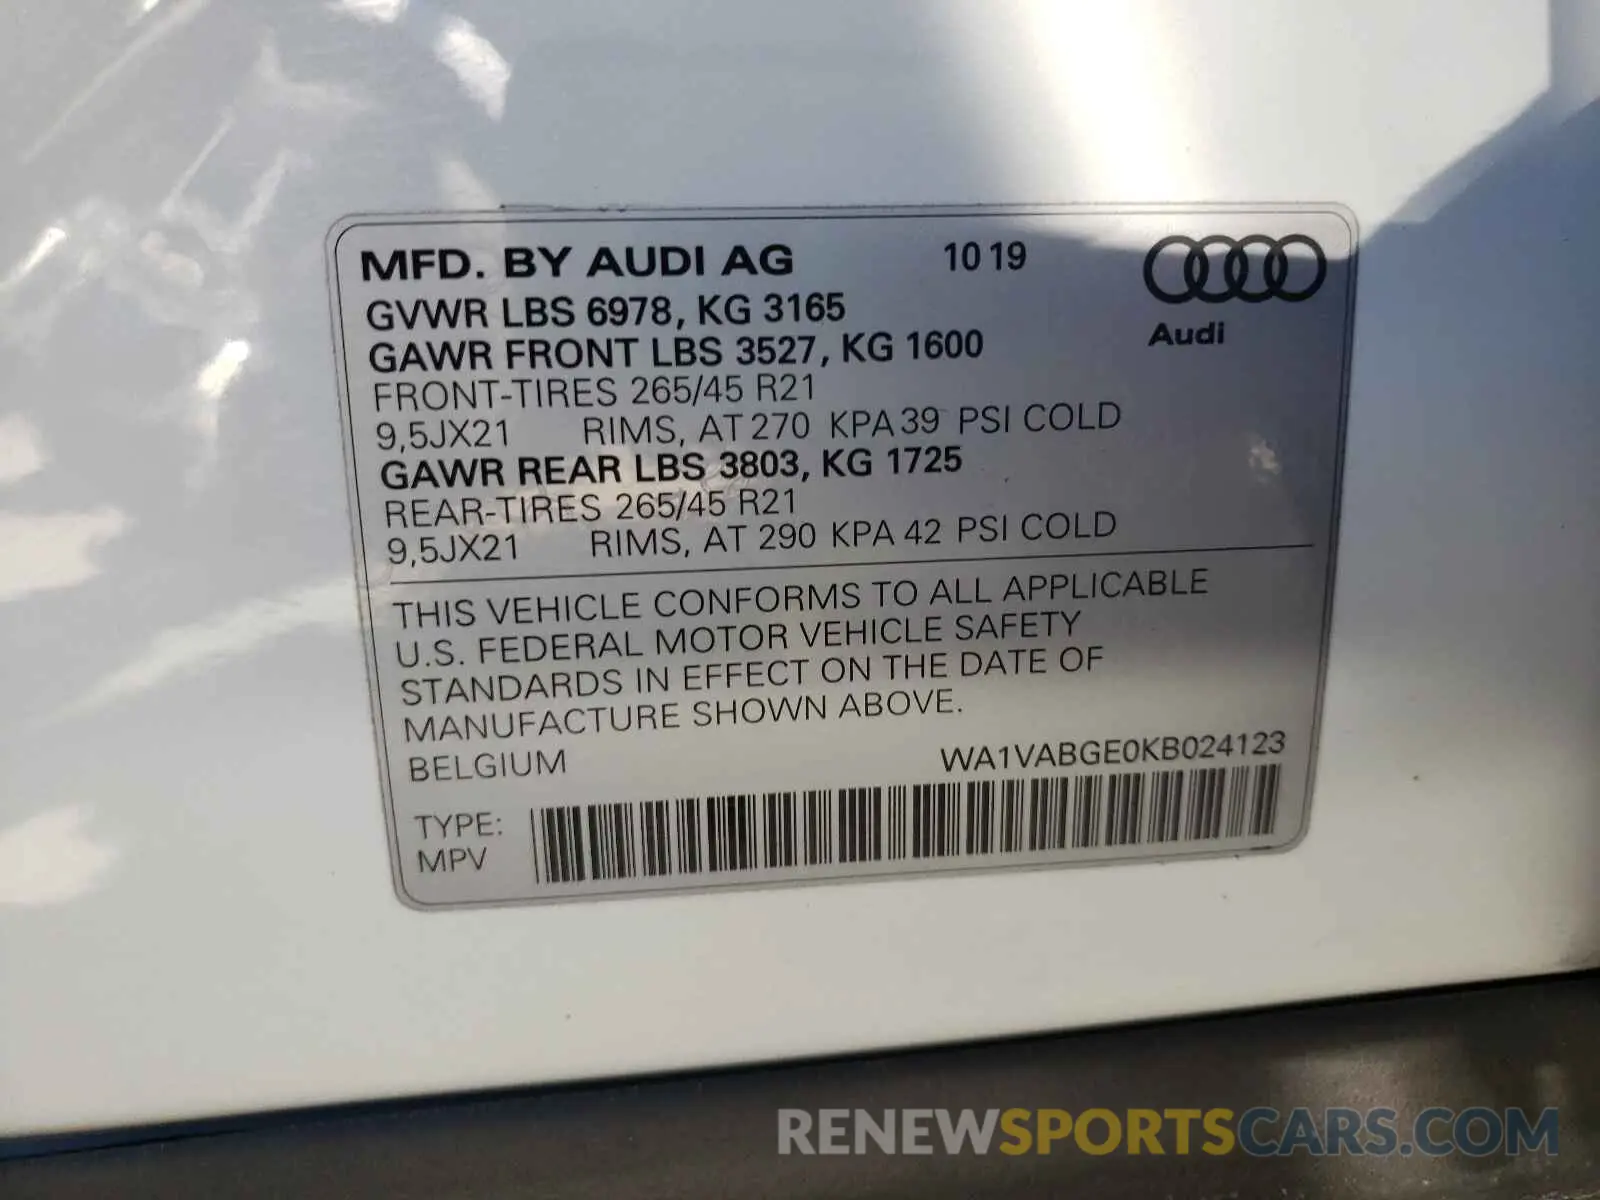 MFD. BY AUDI AG 10 19
Audi
GVWR LBS 6978, KG 3165
GAWR FRONT LBS 3527, KG 1600
FRONT-TIRES 265/45 R21
9,5JX21 RIMS, AT 270 KPA 39 PSI COLD
GAWR REAR LBS 3803, KG 1725
REAR-TIRES 265/45 R21
9,5JX21 RIMS, AT 290 KPA 42 PSI COLD
THIS VEHICLE CONFORMS TO ALL APPLICABLE
U.S. FEDERAL MOTOR VEHICLE SAFETY
STANDARDS IN EFFECT ON THE DATE OF
MANUFACTURE SHOWN ABOVE.
BELGIUM WA1VABGE0KB024123
TYPE:
MPV
RENEWSPORTSCARS.COM